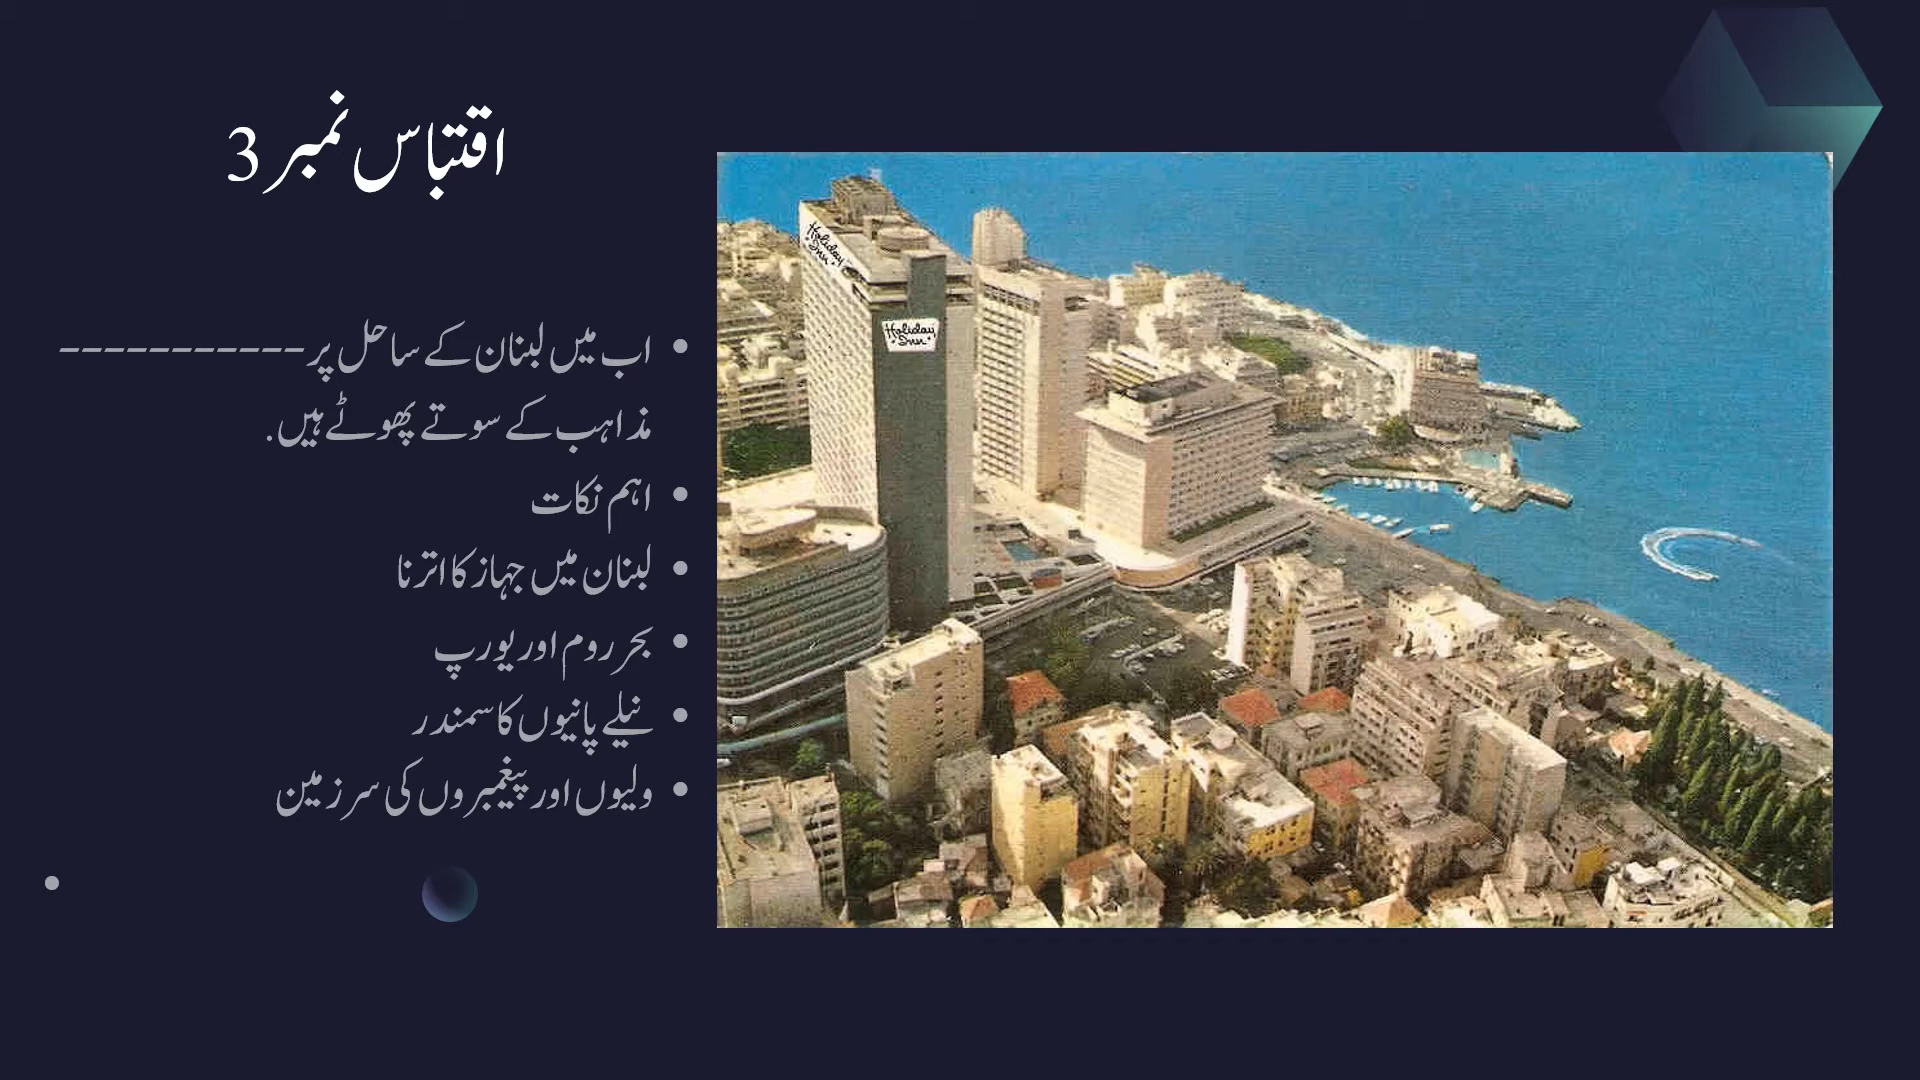 اقتباس نمبر 3
اب میں لبنان کے ساحل پر-----------
مذاہب کے سوتے پھوٹے ہیں.
اہم نکات
لبنان میں جہاز کا اترنا
بحر روم اور یورپ
نیلے پانیوں کا سمندر
ولیوں اور پیغمبروں کی سرزمین
Holiday Inn
Holiday Inn